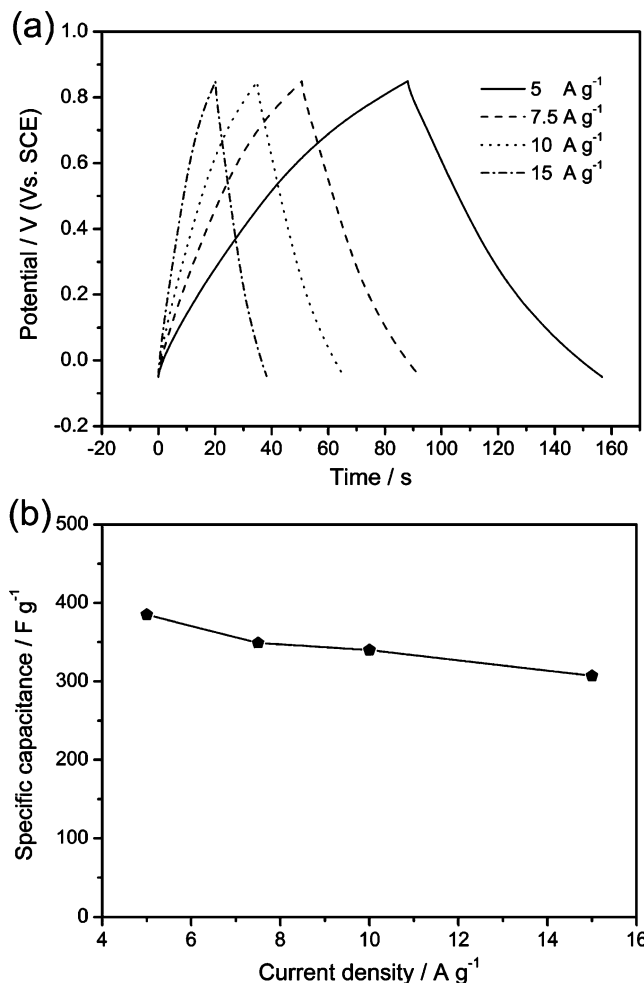 (a)
1.0
0.8
0.6
0.4
0.2
0.0
-0.2
Potential / V (Vs. SCE)
5 A g-1
7.5 A g-1
10 A g-1
15 A g-1
-20 0 20 40 60 80 100 120 140 160
Time / s
(b)
500
400
300
200
100
0
Specific capacitance / F g-1
4 6 8 10 12 14 16
Current density / A g-1